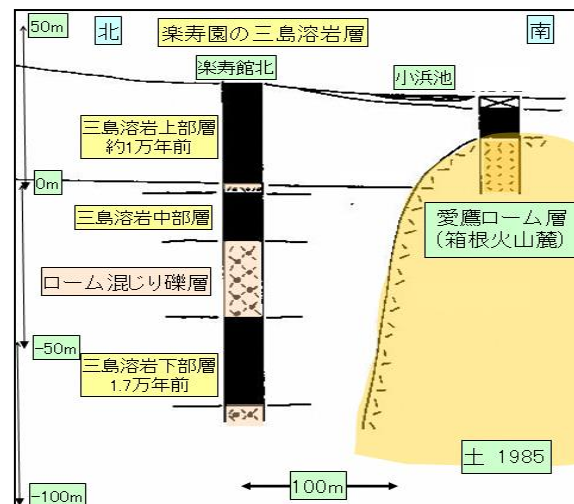 50m
北
楽寿園の三島溶岩層
南
楽寿館北
小浜池
三島溶岩上部層
約1万年前
0m
三島溶岩中部層
愛鷹ローム層
(箱根火山麓)
ローム混じり礫層
-50m
三島溶岩下部層
1.7万年前
土 1985
100m
-100m